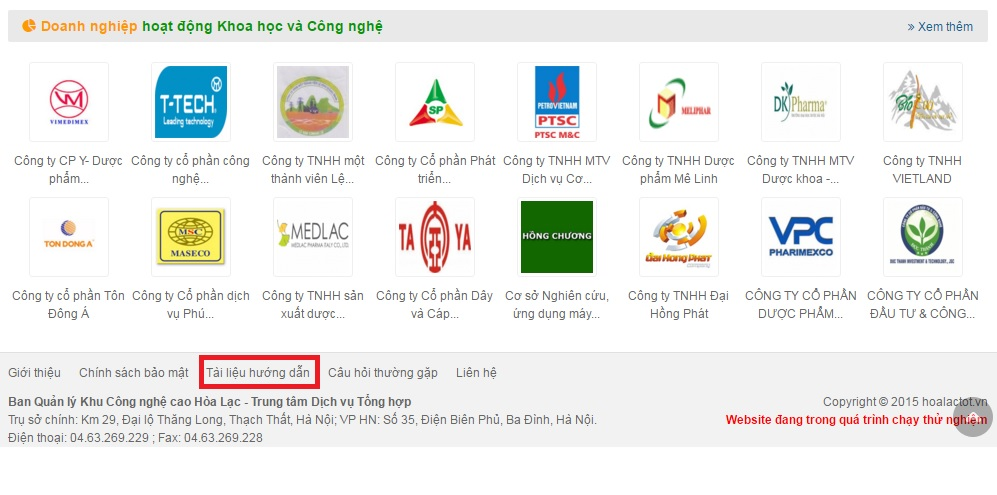 Doanh nghiệp hoạt động Khoa học và Công nghệ
» Xem thêm
VIMEDIMEX
T-TECH
Leading technology
SP
PETROVIETNAM
PTSC
PTSC M&C
MELIPHAR
DK Pharma
Công ty CP Y- Dược phẩm...
Công ty cổ phần công nghệ...
Công ty TNHH một thành viên Lệ...
Công ty Cổ phần Phát triển...
Công ty TNHH MTV Dịch vụ Cơ...
Công ty TNHH Dược phẩm Mê Linh
Công ty TNHH MTV Dược khoa -...
Công ty TNHH VIETLAND
TON DONG A
MSC
MASECO
MEDLAC
MEDLAC PHARMA ITALY CO., LTD.
TA YA
HỒNG CHƯƠNG
Đại Hồng Phát
company
VPC
PHARIMEXCO
DUC THANH INVESTMENT & TECHNOLOGY., JSC
Công ty cổ phần Tôn Đông Á
Công ty Cổ phần dịch vụ Phú...
Công ty TNHH sản xuất dược...
Công ty Cổ phần Dây và Cáp...
Cơ sở Nghiên cứu, ứng dụng máy...
Công ty TNHH Đại Hồng Phát
CÔNG TY CỔ PHẦN DƯỢC PHẨM...
CÔNG TY CỔ PHẦN ĐẦU TƯ & CÔNG...
Giới thiệu Chính sách bảo mật Tài liệu hướng dẫn Câu hỏi thường gặp Liên hệ
Ban Quản lý Khu Công nghệ cao Hòa Lạc - Trung tâm Dịch vụ Tổng hợp
Trụ sở chính: Km 29, Đại lộ Thăng Long, Thạch Thất, Hà Nội; VP HN: Số 35, Điện Biên Phủ, Ba Đình, Hà Nội.
Điện thoại: 04.63.269.229 ; Fax: 04.63.269.228
Copyright © 2015 hoalactot.vn
Website đang trong quá trình chạy thử nghiệm